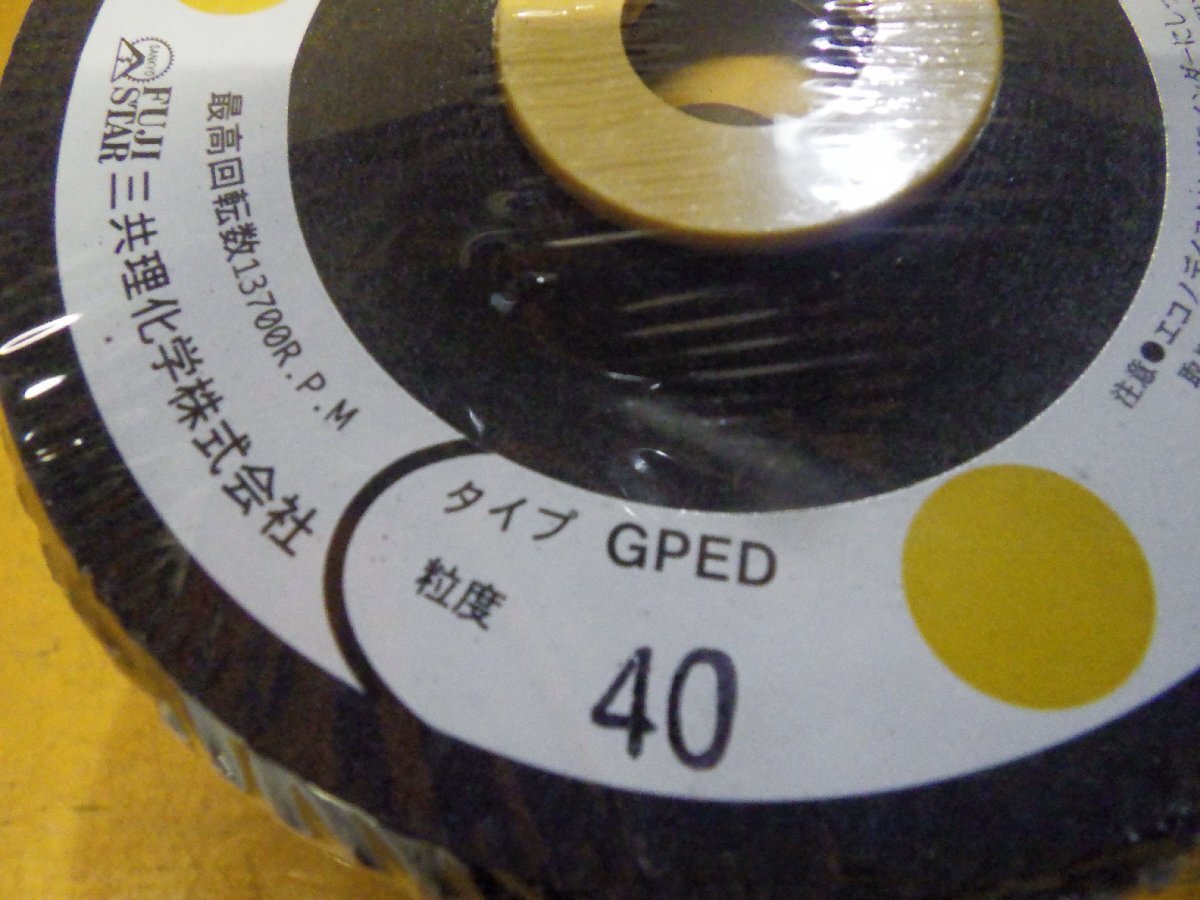 SANKYO
FUJI
STAR
三共理化学株式会社
最高回転数13700R.P.M
タイプ GPED
粒度
40
注意●エコノデ